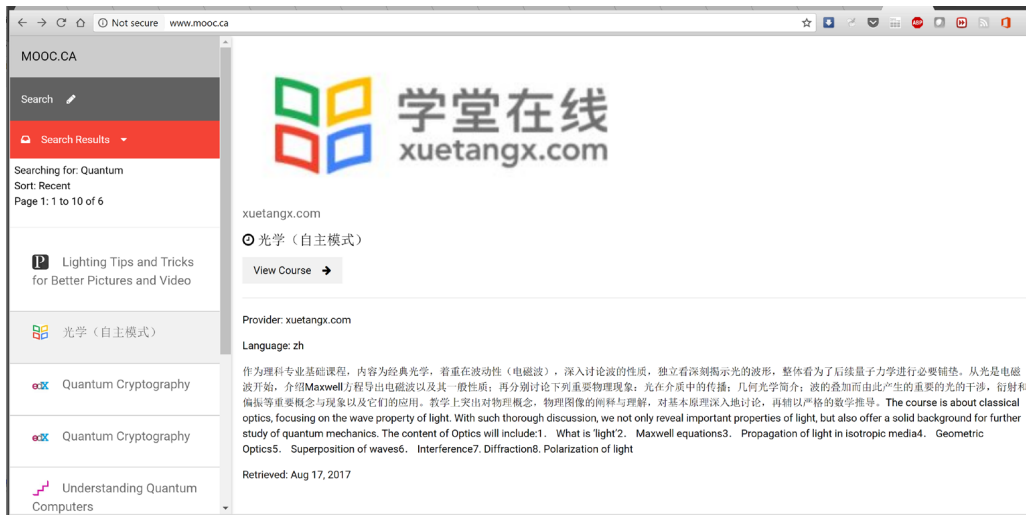 Not secure www.mooc.ca
MOOC.CA
Search
Search Results
Searching for: Quantum
Sort: Recent
Page 1: 1 to 10 of 6
Lighting Tips and Tricks
for Better Pictures and Video
光学（自主模式）
edX Quantum Cryptography
edX Quantum Cryptography
Understanding Quantum
Computers
学堂在线
xuetangx.com
xuetangx.com
光学（自主模式）
View Course
Provider: xuetangx.com
Language: zh
作为理科专业基础课程，内容为经典光学，着重在波动性（电磁波），深入讨论波的性质，独立看深刻揭示光的波形，整体看为了后续量子力学进行必要铺垫。从光是电磁
波开始，介绍Maxwell方程导出电磁波以及其一般性质；再分别讨论下列重要物理现象：光在介质中的传播；几何光学简介；波的叠加而由此产生的重要的光的干涉，衍射和
偏振等重要概念与现象以及它们的应用。教学上突出对物理概念，物理图像的阐释与理解，对基本原理深入地讨论，再辅以严格的数学推导。The course is about classical
optics, focusing on the wave property of light. With such thorough discussion, we not only reveal important properties of light, but also offer a solid background for further
study of quantum mechanics. The content of Optics will include:1． What is 'light'2． Maxwell equations3． Propagation of light in isotropic media4． Geometric
Optics5． Superposition of waves6． Interference7. Diffraction8. Polarization of light
Retrieved: Aug 17, 2017